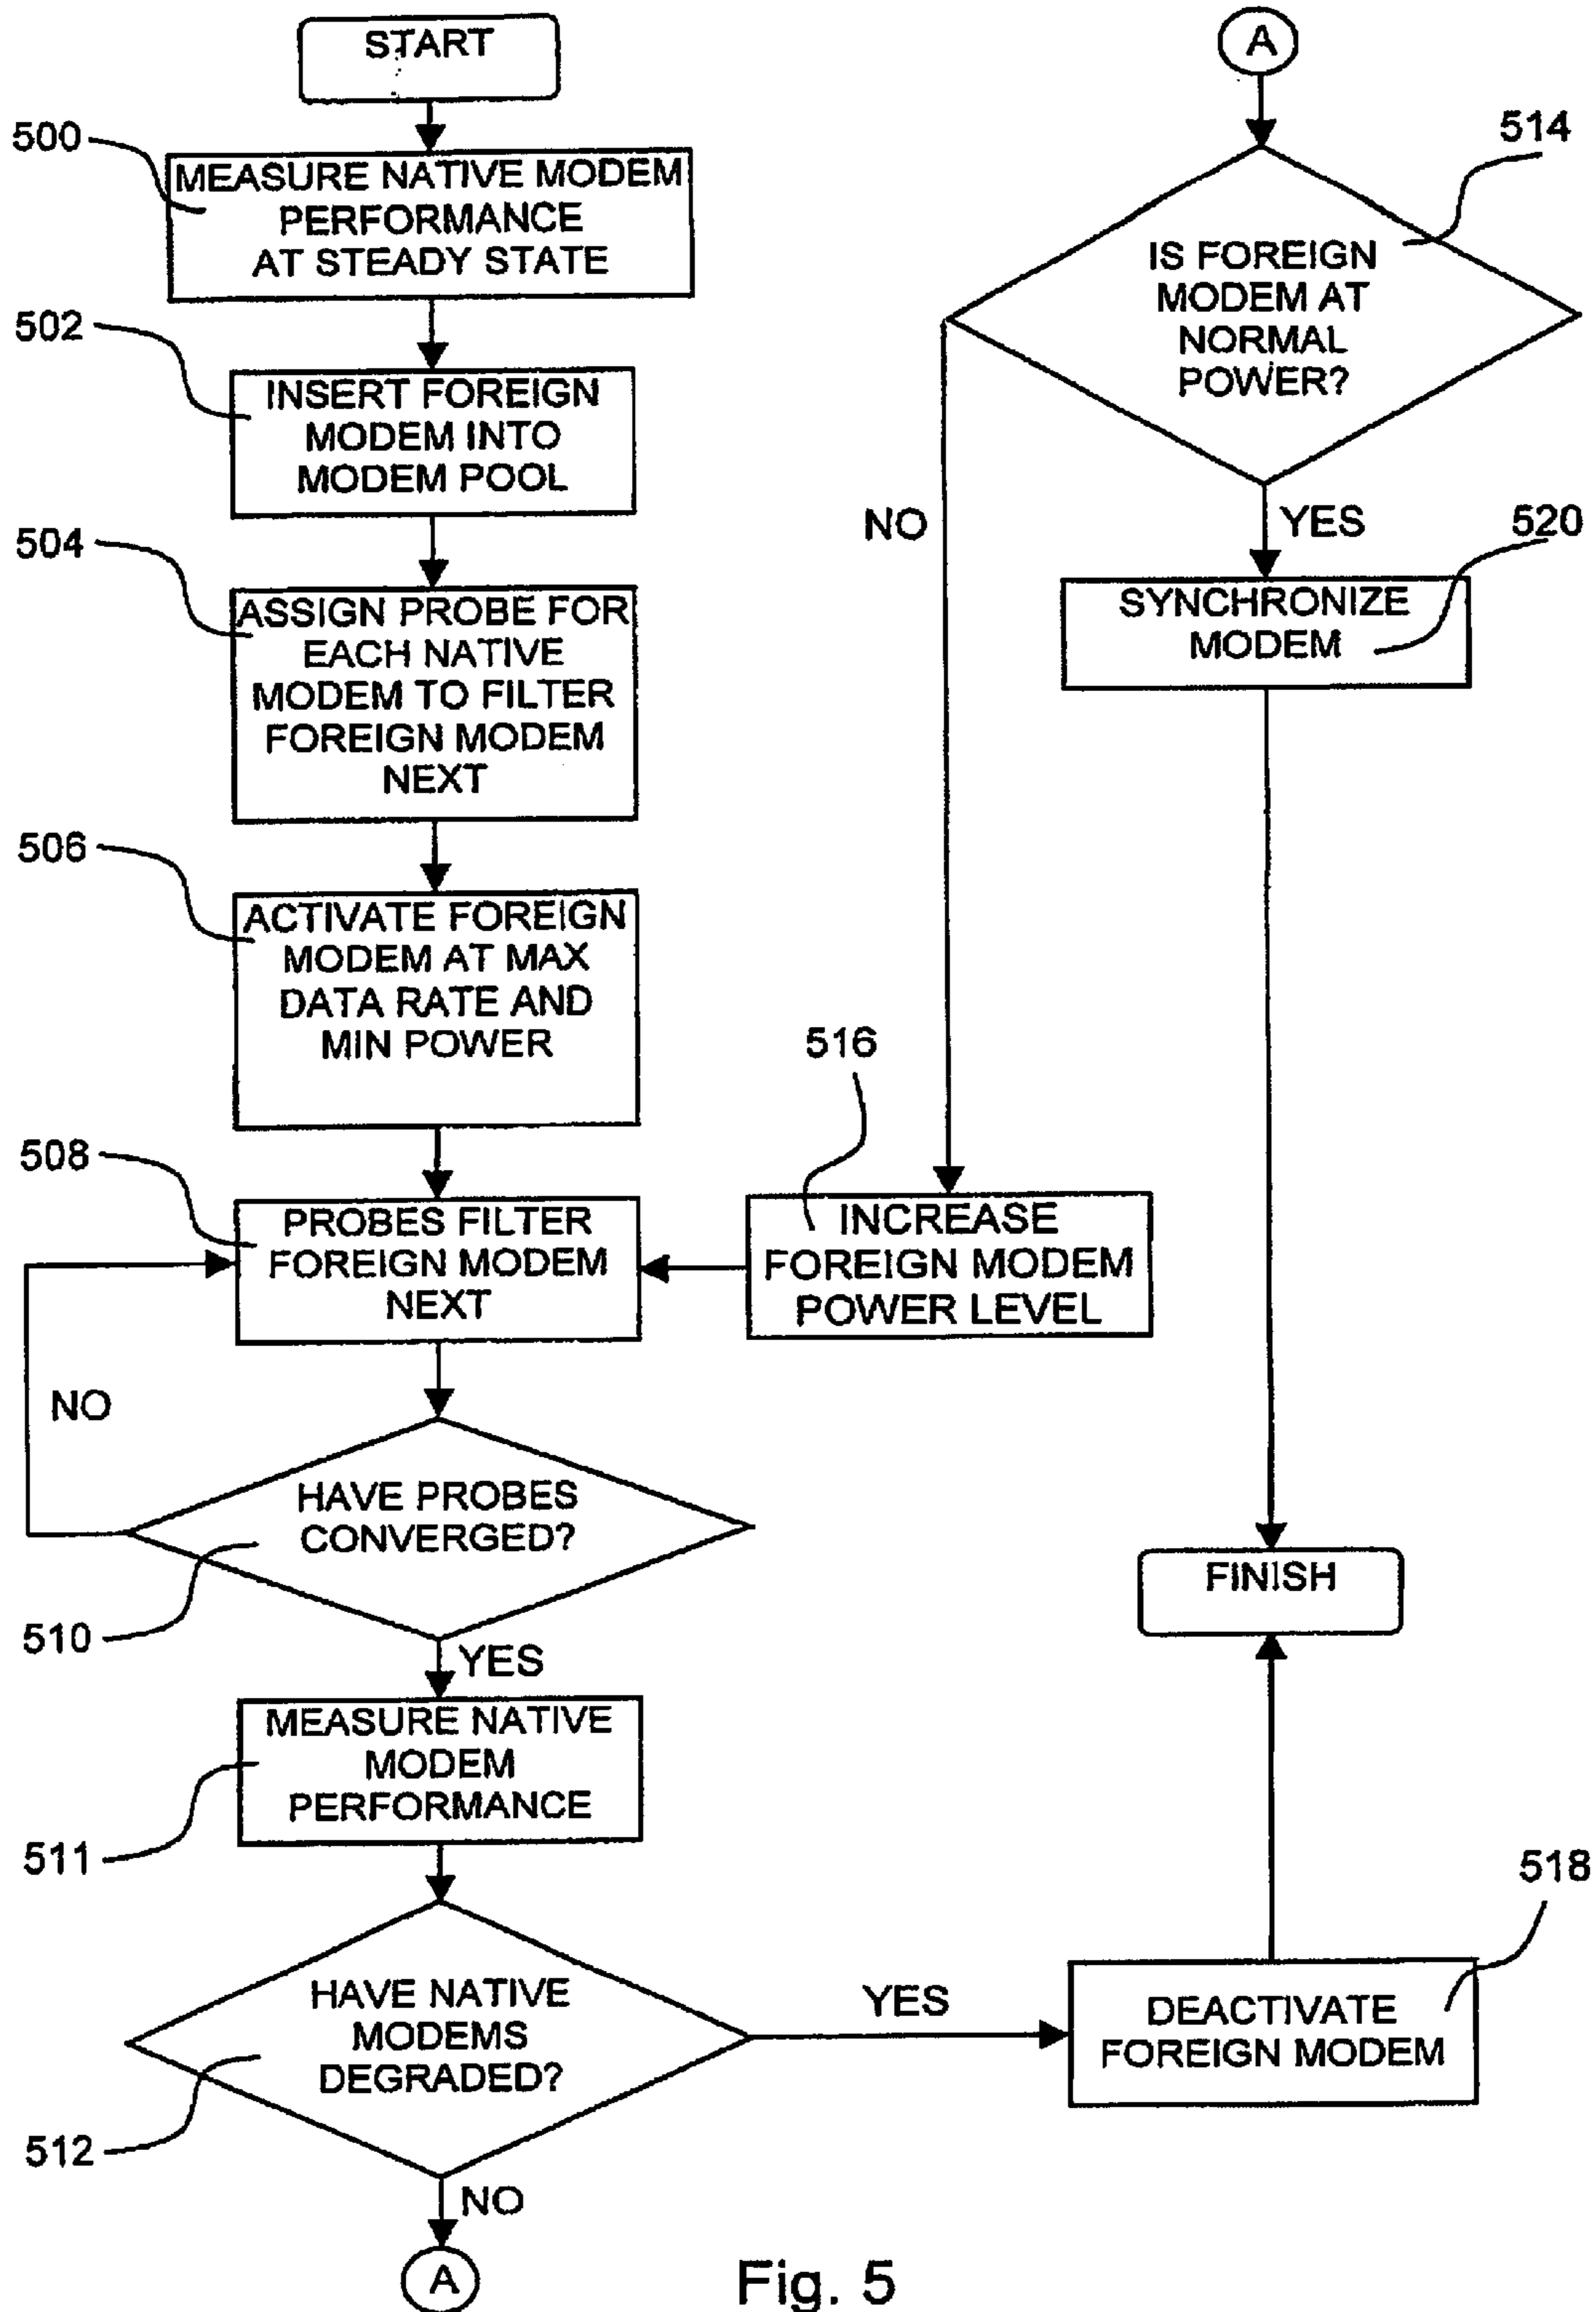 START
500
MEASURE NATIVE MODEM
PERFORMANCE
AT STEADY STATE
502
INSERT FOREIGN
MODEM INTO
MODEM POOL
504
ASSIGN PROBE FOR
EACH NATIVE
MODEM TO FILTER
FOREIGN MODEM
NEXT
506
ACTIVATE FOREIGN
MODEM AT MAX
DATA RATE AND
MIN POWER
508
PROBES FILTER
FOREIGN MODEM
NEXT
NO
HAVE PROBES
CONVERGED?
510
YES
MEASURE NATIVE
MODEM
PERFORMANCE
511
HAVE NATIVE
MODEMS
DEGRADED?
512
YES
NO
A
A
514
IS FOREIGN
MODEM AT
NORMAL
POWER?
NO
YES
520
SYNCHRONIZE
MODEM
516
INCREASE
FOREIGN MODEM
POWER LEVEL
FINISH
518
DEACTIVATE
FOREIGN MODEM
Fig. 5